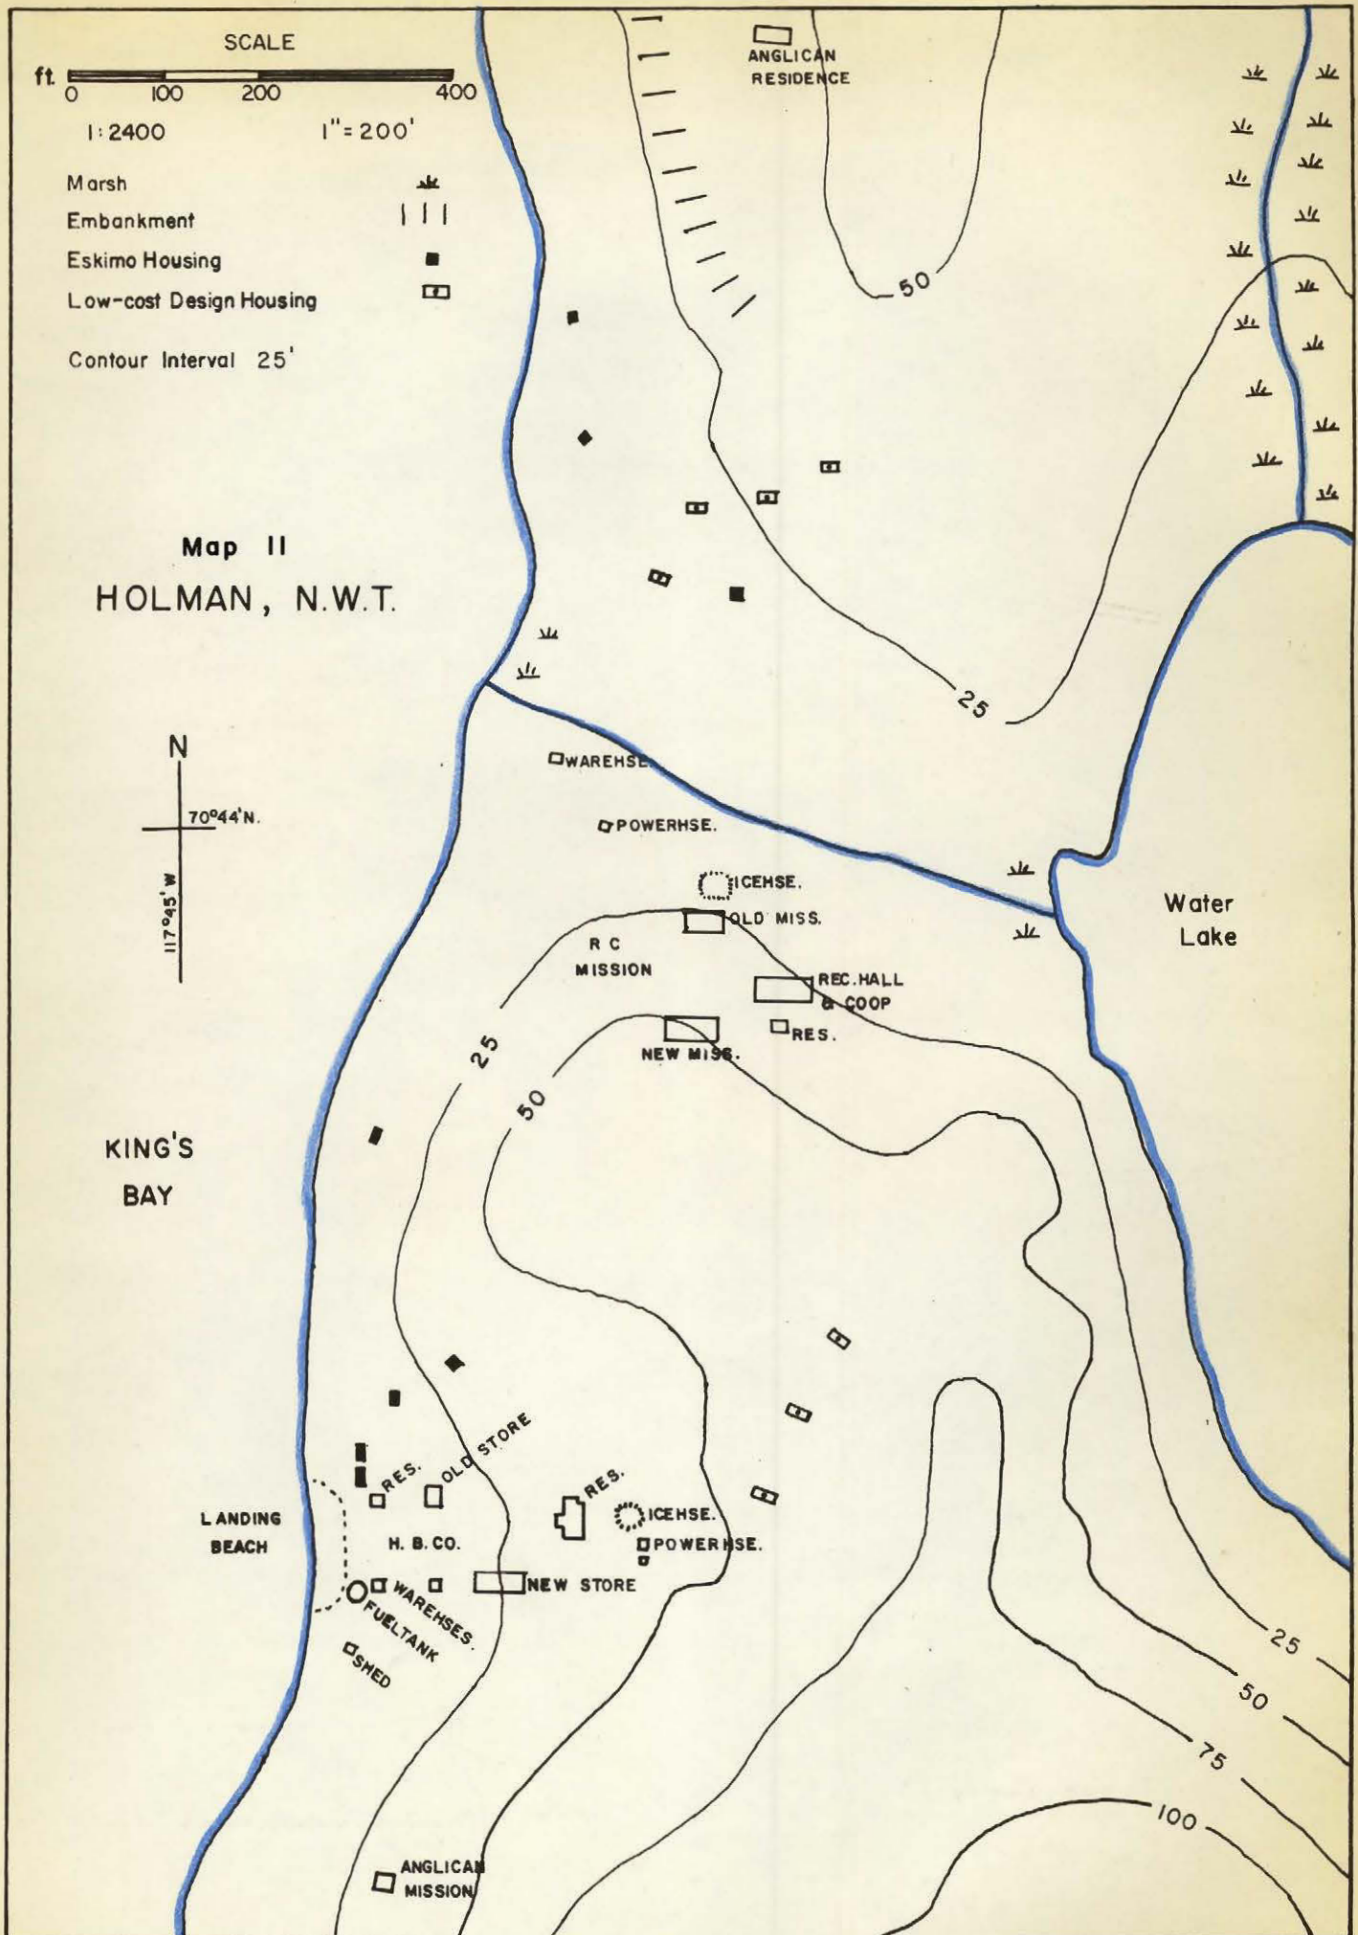 SCALE
ft.
0 100 200 400
1:2400 1"=200'
Marsh
Embankment
Eskimo Housing
Low-cost Design Housing
Contour Interval 25'
ANGLICAN
RESIDENCE
50
Map 11
HOLMAN, N.W.T.
25
N
70°44'N.
117°45' W
WAREHSE.
POWERHSE.
ICEHSE.
OLD MISS.
R C
MISSION
REC. HALL
& COOP
RES.
NEW MISS.
Water
Lake
25
50
KING'S
BAY
RES.
OLD STORE
RES.
LANDING
BEACH
H. B. CO.
ICEHSE.
POWERHSE.
NEW STORE
WAREHSES.
FUELTANK
SHED
25
50
75
100
ANGLICAN
MISSION